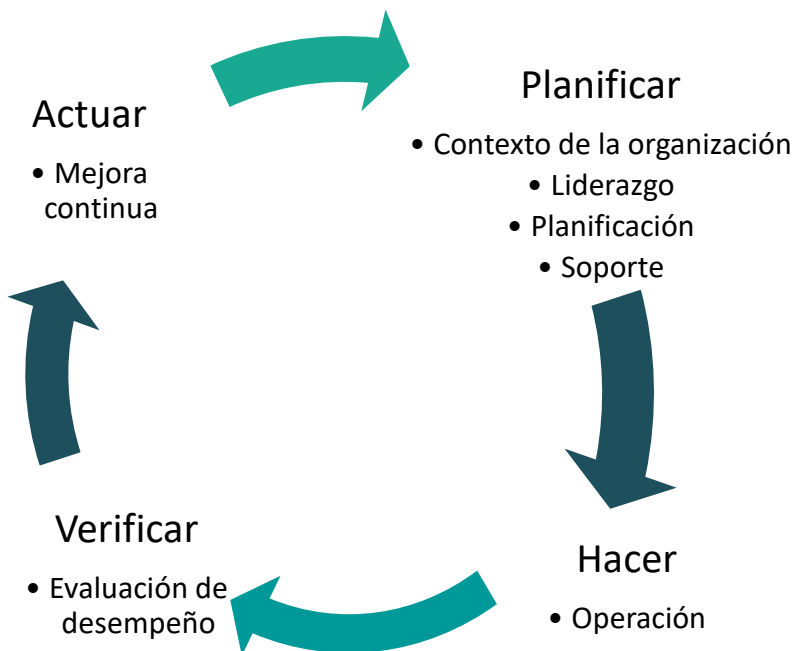 Planificar
• Contexto de la organización
• Liderazgo
• Planificación
• Soporte
Hacer
• Operación
Verificar
• Evaluación de
desempeño
Actuar
• Mejora
continua